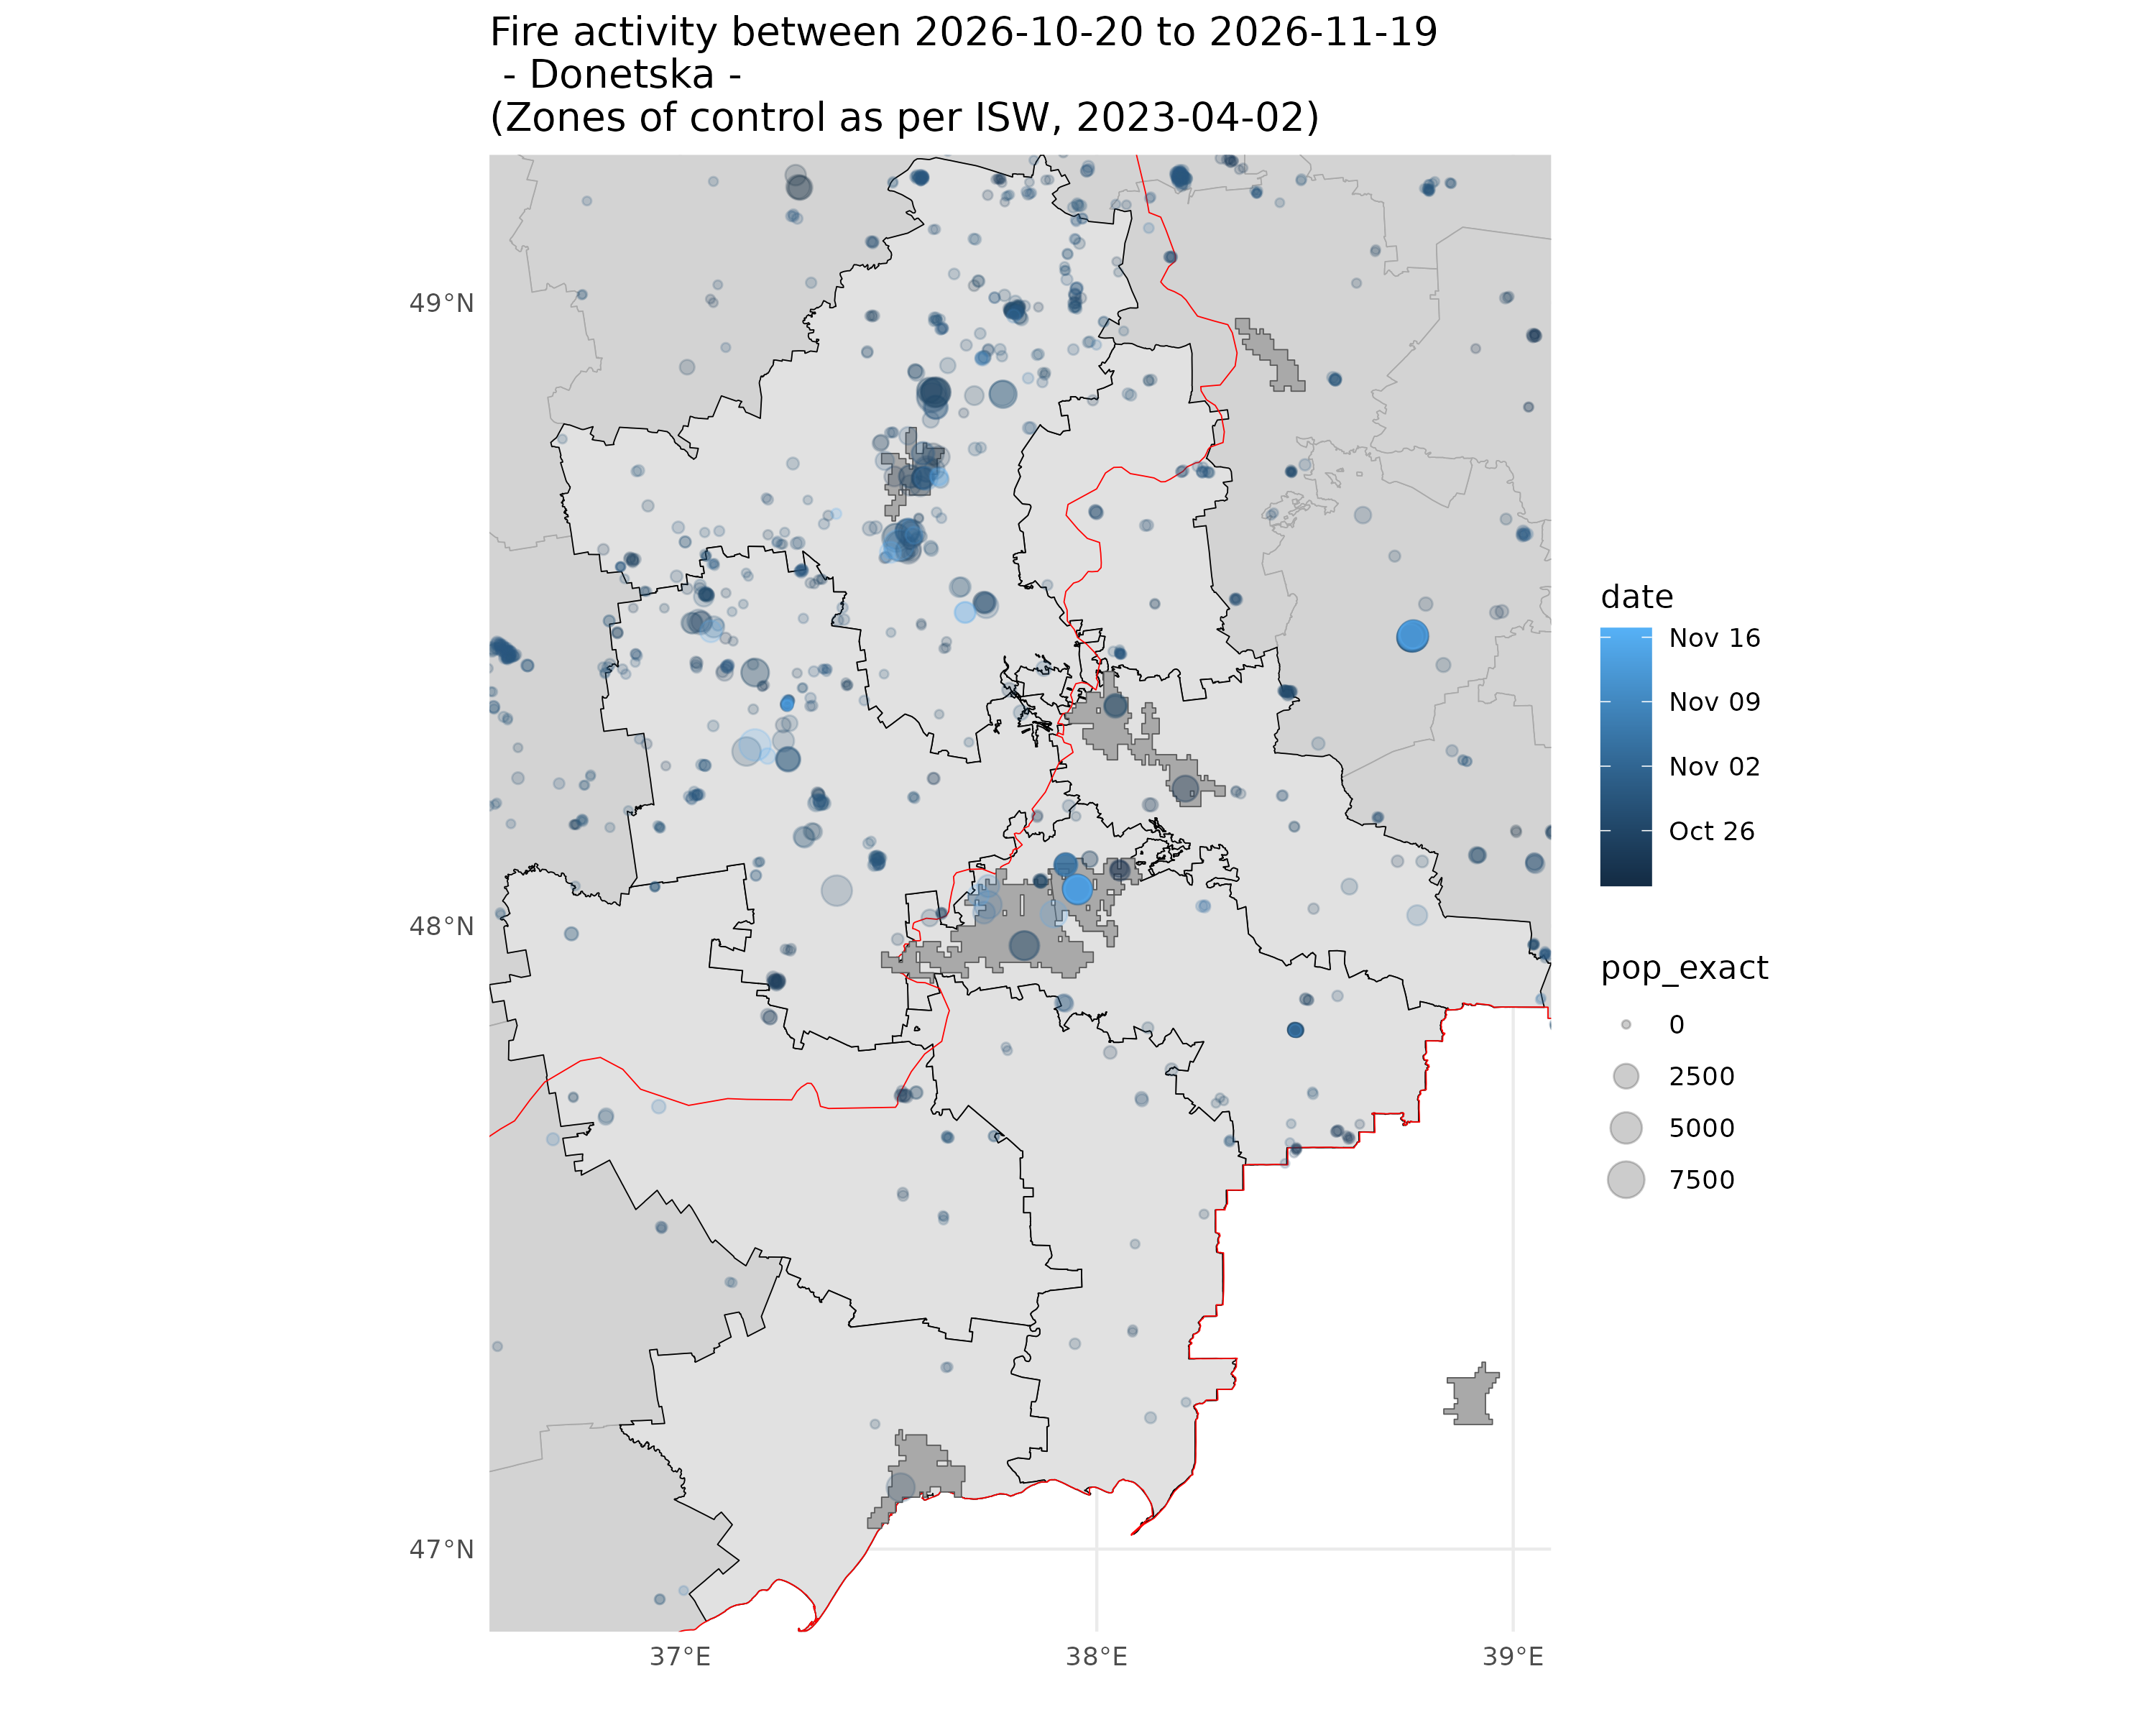 Fire activity between 2026-10-20 to 2026-11-19
- Donetska -
(Zones of control as per ISW, 2023-04-02)
49°N
48°N
47°N
37°E
38°E
39°E
date
Nov 16
Nov 09
Nov 02
Oct 26
pop_exact
0
2500
5000
7500